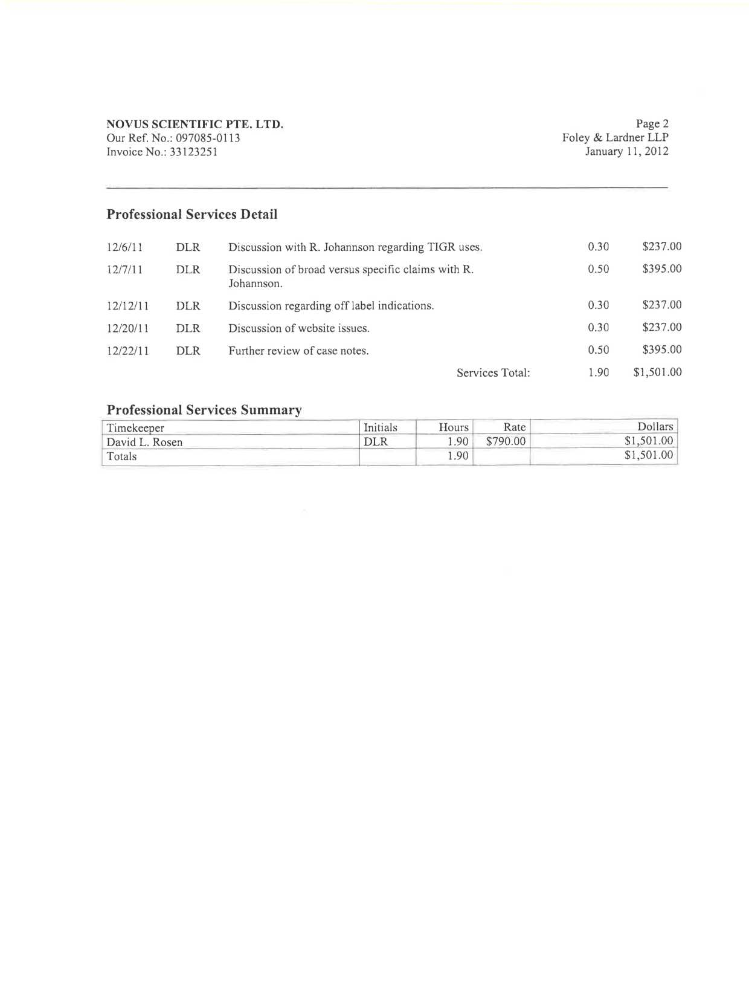 NOVUS SCIENTIFIC PTE. LTD. Page 2
Our Ref. No.: 097085-0113 Foley & Lardner LLP
Invoice No.: 33123251 January 11, 2012
Professional Services Detail
12/6/11 DLR Discussion with R. Johannson regarding TIGR uses. 0.30 $237.00
12/7/11 DLR Discussion of broad versus specific claims with R. 0.50 $395.00
Johannson.
12/12/11 DLR Discussion regarding off label indications. 0.30 $237.00
12/20/11 DLR Discussion of website issues. 0.30 $237.00
12/22/11 DLR Further review of case notes. 0.50 $395.00
Services Total: 1.90 $1,501.00
Professional Services Summary
Timekeeper Initials Hours Rate Dollars
David L. Rosen DLR 1.90 $790.00 $1,501.00
Totals 1.90 $1,501.00